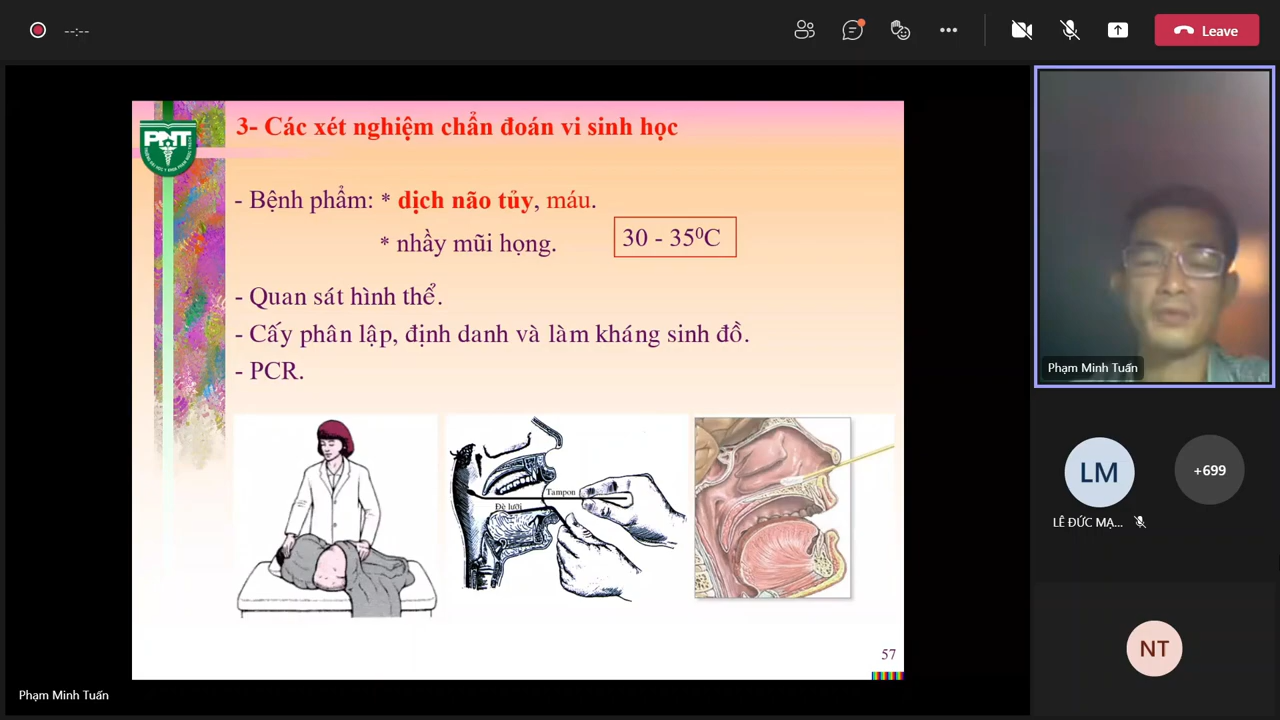 --:--
Leave
PNT
3- Các xét nghiệm chẩn đoán vi sinh học
- Bệnh phẩm: * dịch não tủy, máu.
* nhầy mũi họng.
30 - 35⁰C
- Quan sát hình thể.
- Cấy phân lập, định danh và làm kháng sinh đồ.
- PCR.
Tampon
Đè lưỡi
57
Phạm Minh Tuấn
Phạm Minh Tuấn
LM
+699
LÊ ĐỨC MẠ...
NT